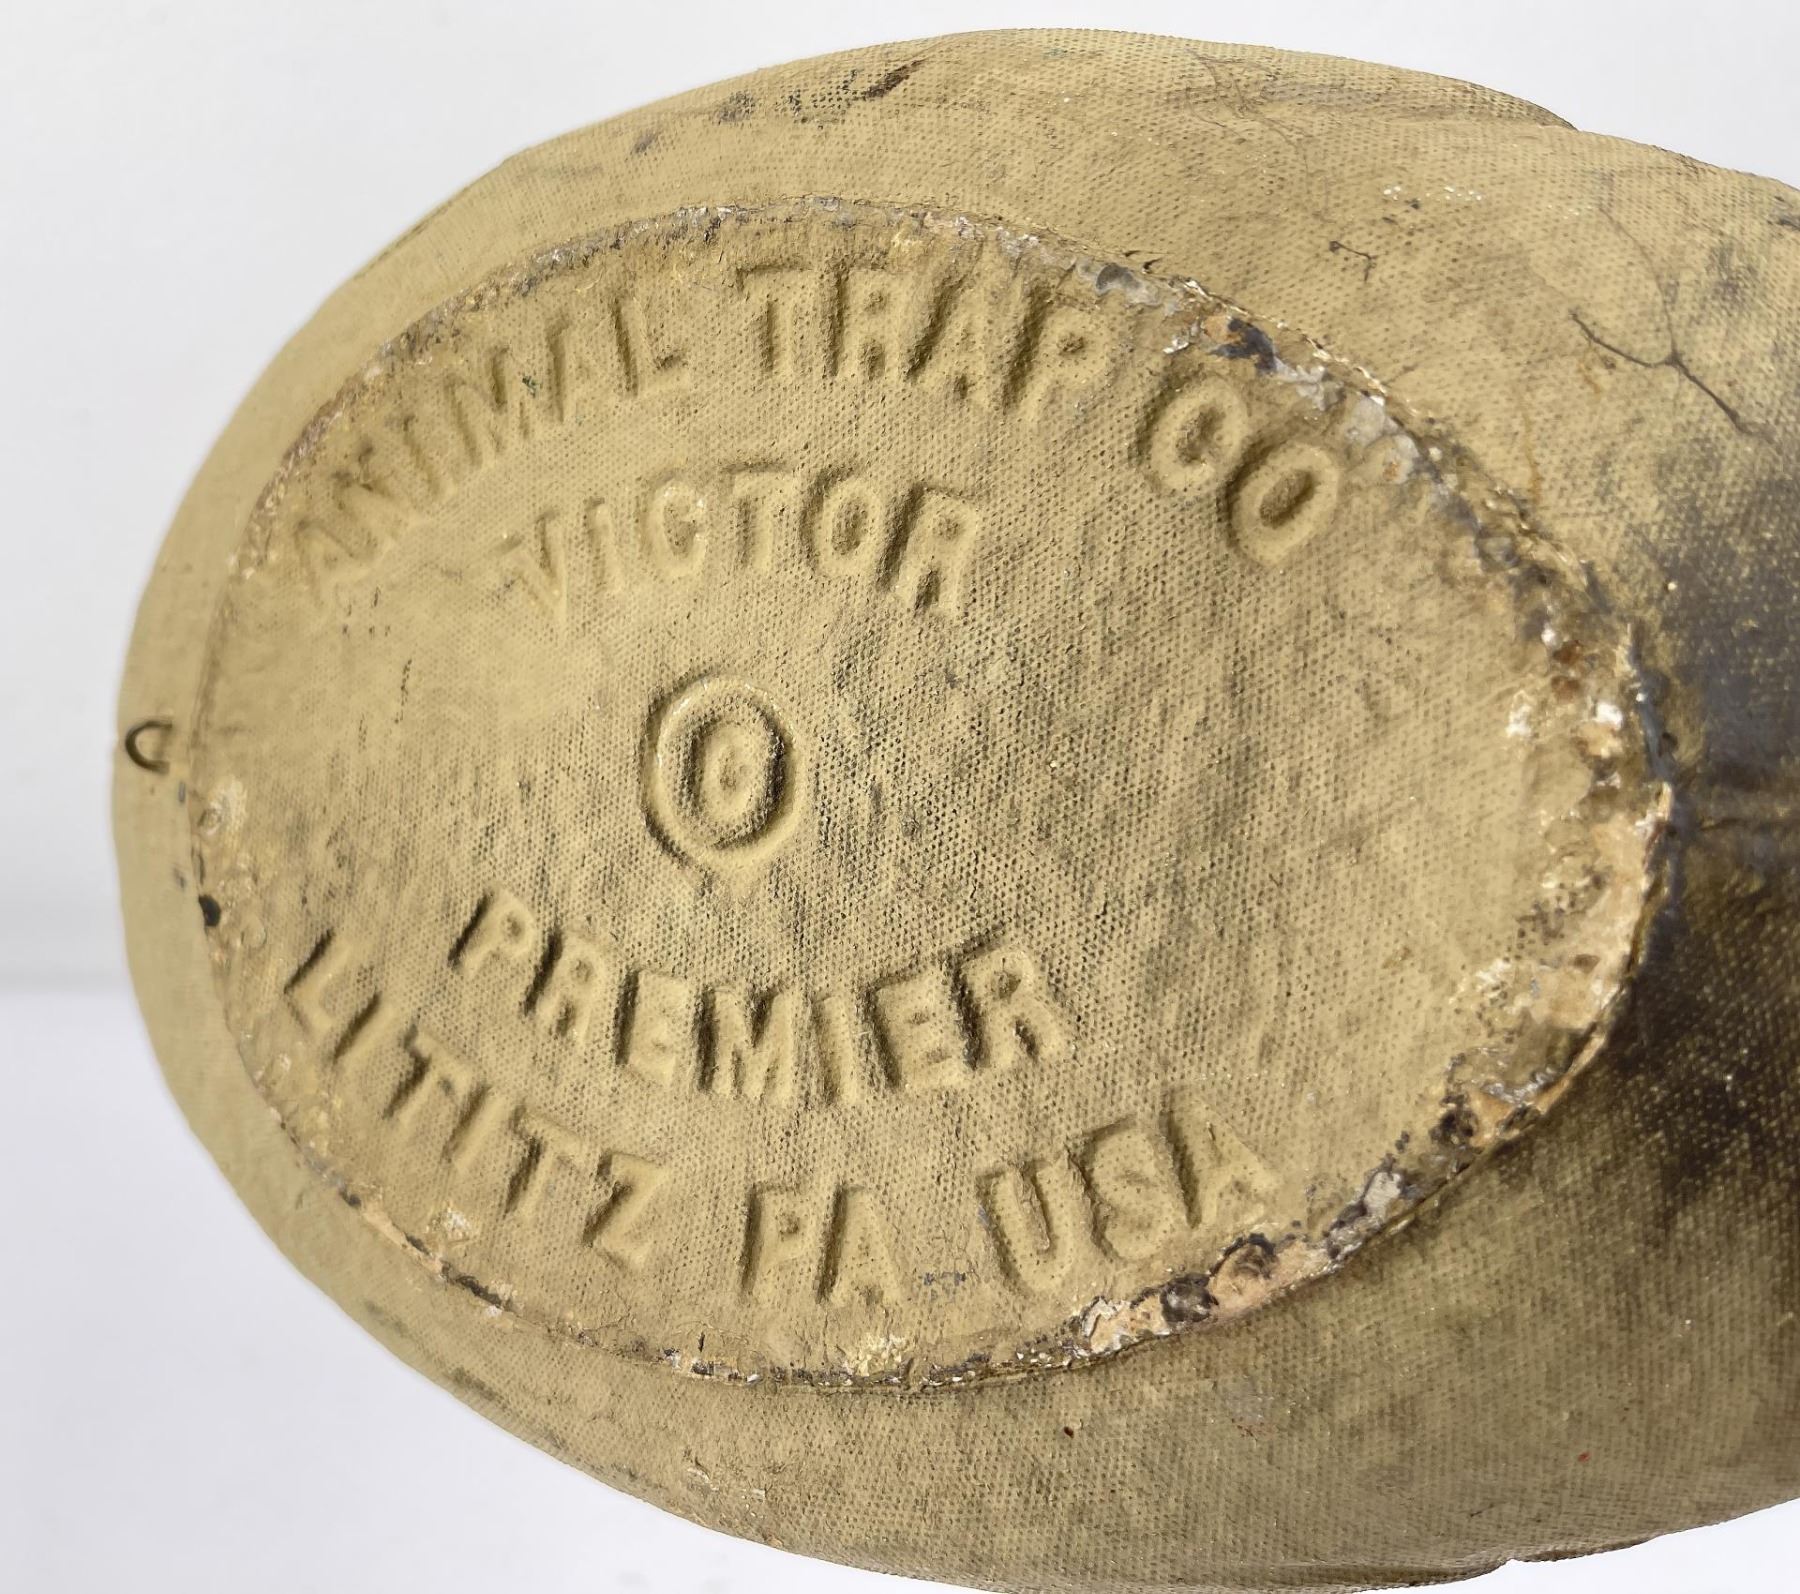 ANIMAL TRAP CO
VICTOR
PREMIER
LITITZ PA USA